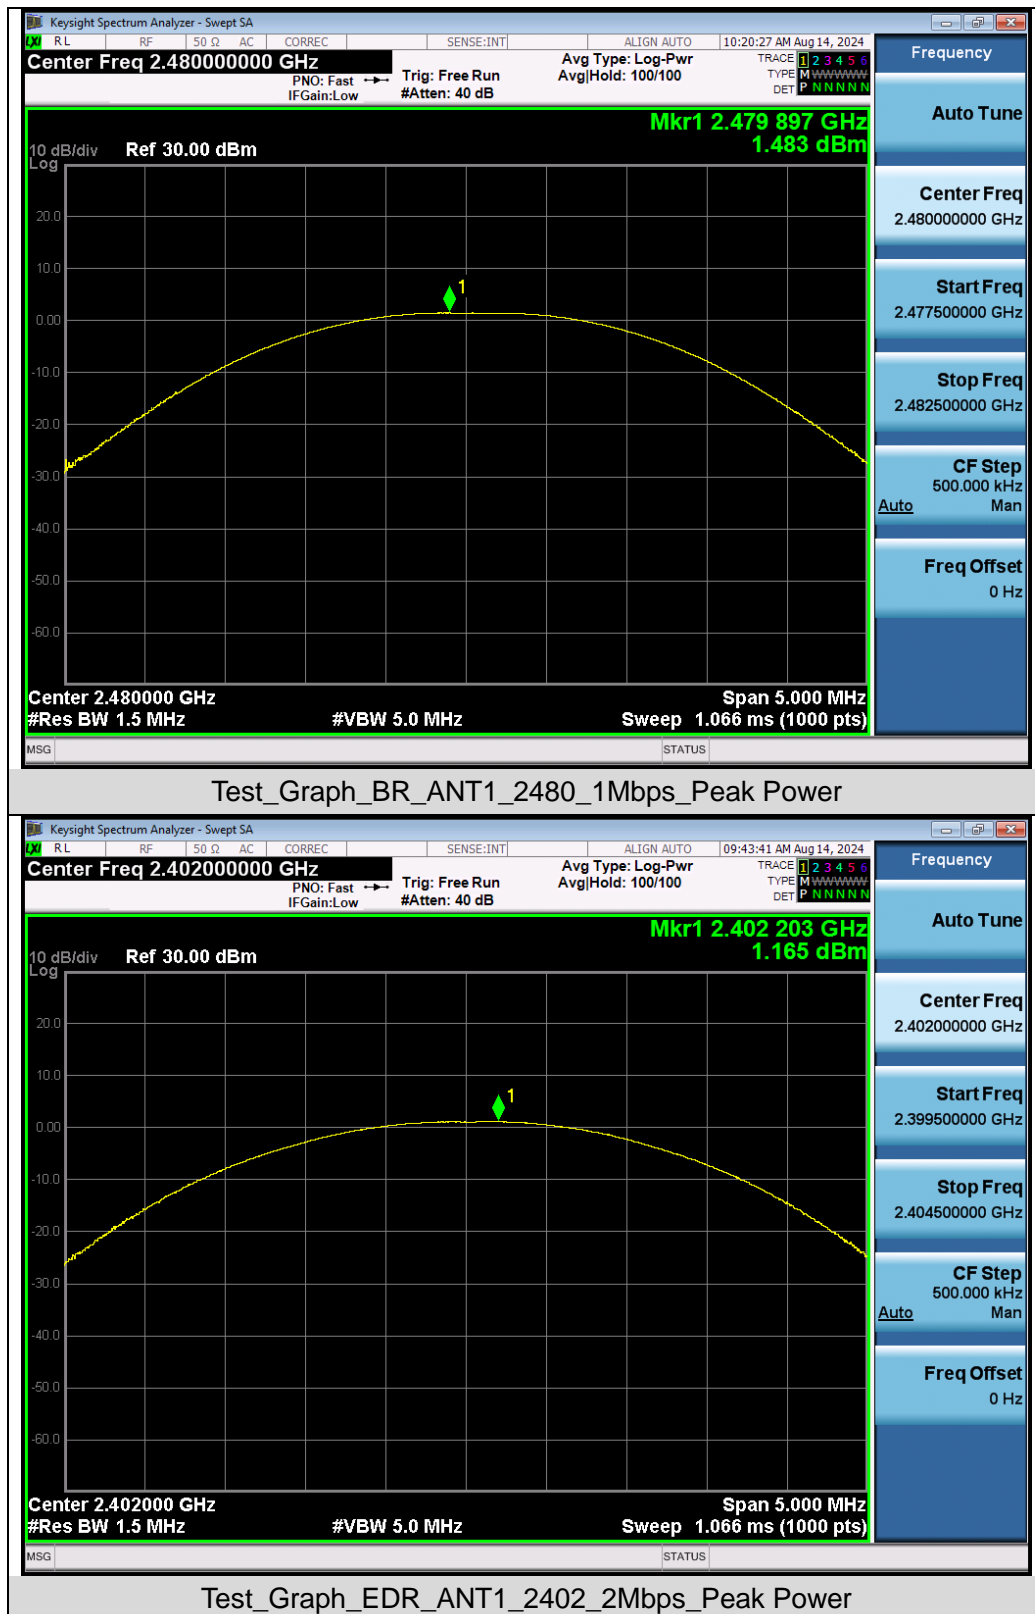 Keysight Spectrum Analyzer - Swept SA
LXI RL RF 50 Ω AC CORREC SENSE:INT ALIGN AUTO 10:20:27 AM Aug 14, 2024
Center Freq 2.480000000 GHz
PNO: Fast
IFGain:Low
Trig: Free Run
#Atten: 40 dB
Avg Type: Log-Pwr
Avg|Hold: 100/100
TRACE 1 2 3 4 5 6
TYPE M WWWWW
DET P N N N N N
Mkr1 2.479 897 GHz
1.483 dBm
10 dB/div Ref 30.00 dBm
Log
20.0
10.0
0.00
-10.0
-20.0
-30.0
-40.0
-50.0
-60.0
1
Center 2.480000 GHz
Span 5.000 MHz
#Res BW 1.5 MHz #VBW 5.0 MHz Sweep 1.066 ms (1000 pts)
MSG STATUS
Frequency
Auto Tune
Center Freq
2.480000000 GHz
Start Freq
2.477500000 GHz
Stop Freq
2.482500000 GHz
CF Step
500.000 kHz
Auto Man
Freq Offset
0 Hz
Test_Graph_BR_ANT1_2480_1Mbps_Peak Power
Keysight Spectrum Analyzer - Swept SA
LXI RL RF 50 Ω AC CORREC SENSE:INT ALIGN AUTO 09:43:41 AM Aug 14, 2024
Center Freq 2.402000000 GHz
PNO: Fast
IFGain:Low
Trig: Free Run
#Atten: 40 dB
Avg Type: Log-Pwr
Avg|Hold: 100/100
TRACE 1 2 3 4 5 6
TYPE M WWWWW
DET P N N N N N
Mkr1 2.402 203 GHz
1.165 dBm
10 dB/div Ref 30.00 dBm
Log
20.0
10.0
0.00
-10.0
-20.0
-30.0
-40.0
-50.0
-60.0
1
Center 2.402000 GHz
Span 5.000 MHz
#Res BW 1.5 MHz #VBW 5.0 MHz Sweep 1.066 ms (1000 pts)
MSG STATUS
Frequency
Auto Tune
Center Freq
2.402000000 GHz
Start Freq
2.399500000 GHz
Stop Freq
2.404500000 GHz
CF Step
500.000 kHz
Auto Man
Freq Offset
0 Hz
Test_Graph_EDR_ANT1_2402_2Mbps_Peak Power